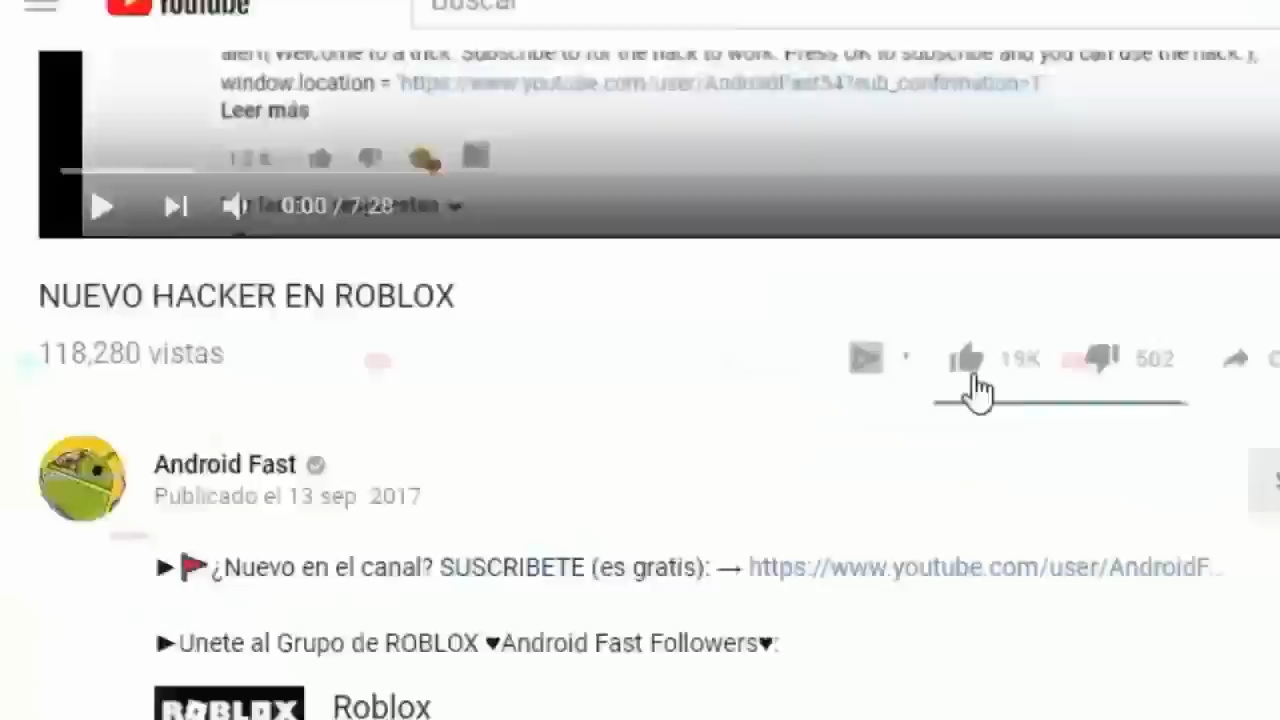 YouTube
Buscar
alert( Welcome to a trick. Subscribe to for the hack to work. Press OK to subscribe and you can use the hack. );
window.location = 'https://www.youtube.com/user/AndroidFast54?sub_confirmation=1'
Leer más
0:00 / 7:28
NUEVO HACKER EN ROBLOX
118,280 vistas
19K
502
Android Fast
Publicado el 13 sep. 2017
►🚩¿Nuevo en el canal? SUSCRIBETE (es gratis): → https://www.youtube.com/user/AndroidF...
►Unete al Grupo de ROBLOX ♥Android Fast Followers♥:
ROBLOX
Roblox